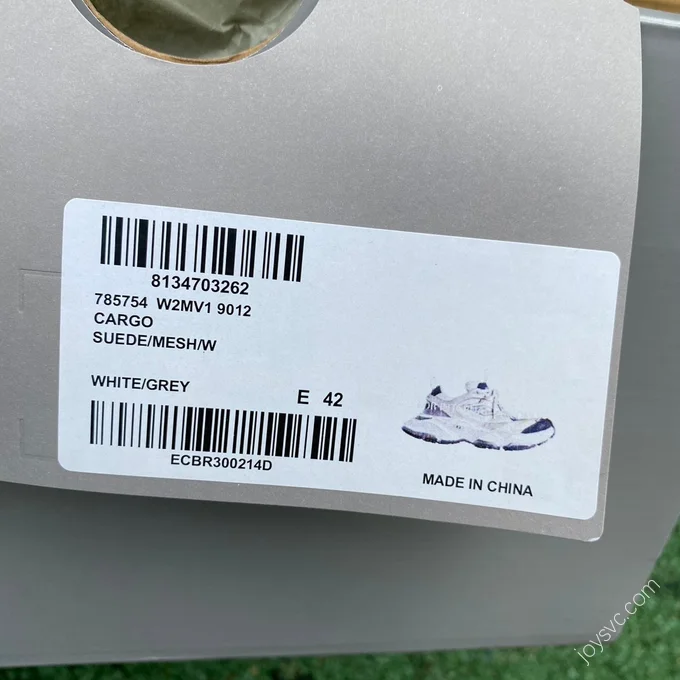 8134703262
785754 W2MV1 9012
CARGO
SUEDE/MESH/W
WHITE/GREY
E 42
ECBR300214D
MADE IN CHINA
joysvc.com